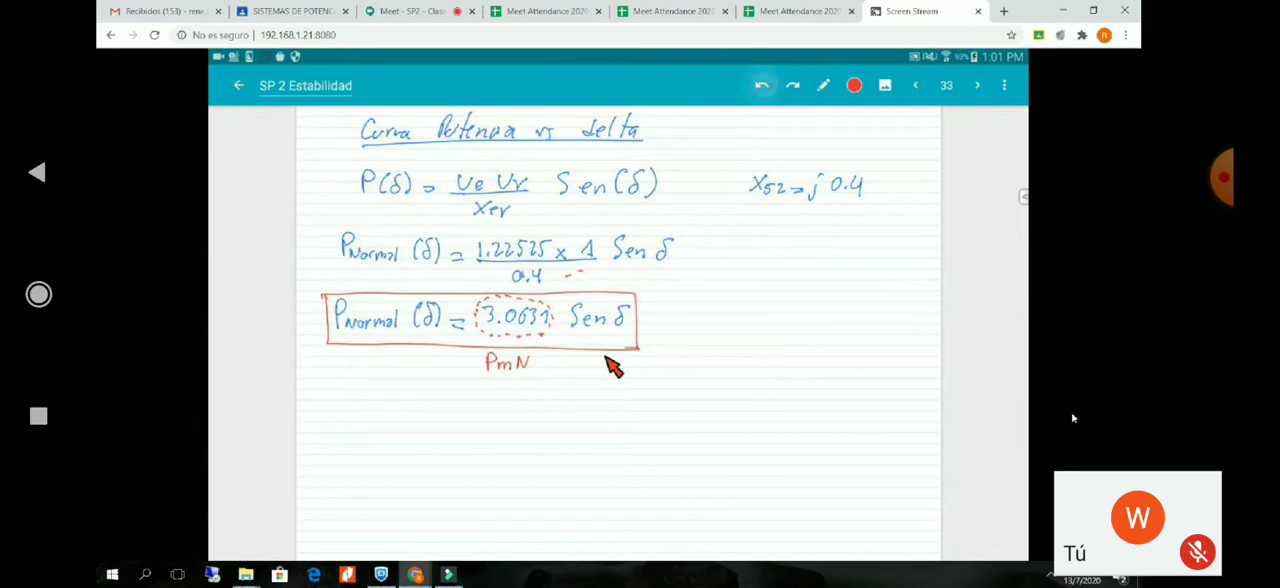 Recibidos (153) - rene.
SISTEMAS DE POTENC
Meet - SP2 - Clas
Meet Attendance 2020
Meet Attendance 2020
Meet Attendance 2020
Screen Stream
No es seguro 192.168.1.21:8080
R
93% 1:01 PM
SP 2 Estabilidad
33
Curva Potencia vs delta
P(δ) = Ve Vr / Xer Sen(δ)
X52 = j 0.4
PNormal (δ) = 1.22525 x 1 / 0.4 Sen δ
PNormal (δ) = 3.0631 Sen δ
PmN
W
Tú
13/7/2020
2